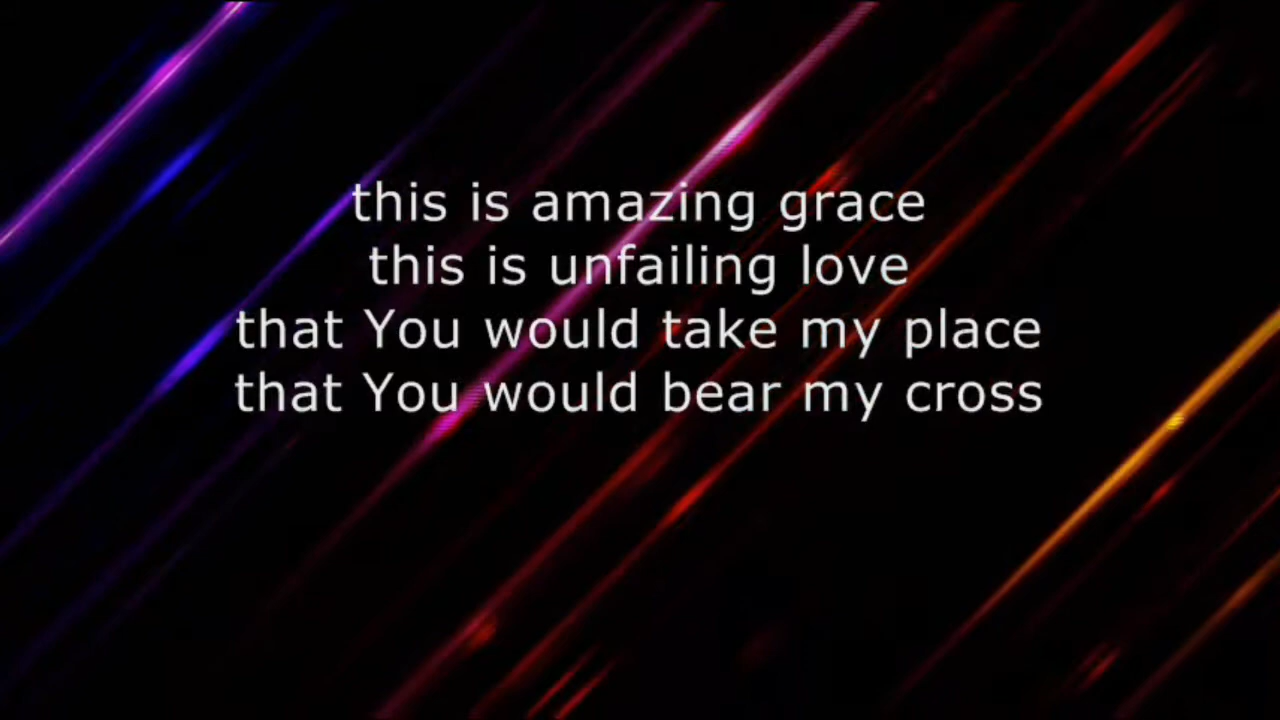 this is amazing grace
this is unfailing love
that You would take my place
that You would bear my cross